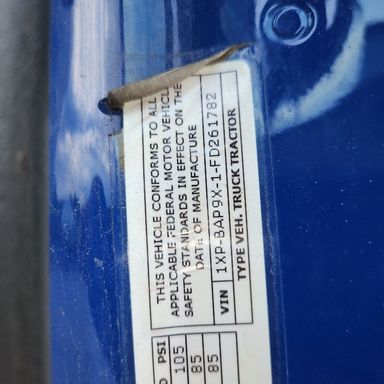 THIS VEHICLE CONFORMS TO ALL
APPLICABLE FEDERAL MOTOR VEHICLE
SAFETY STANDARDS IN EFFECT ON THE
DATE OF MANUFACTURE
VIN 1XP-BAP9X-1-FD261782
TYPE VEH. TRUCK TRACTOR
PSI
105
85
85